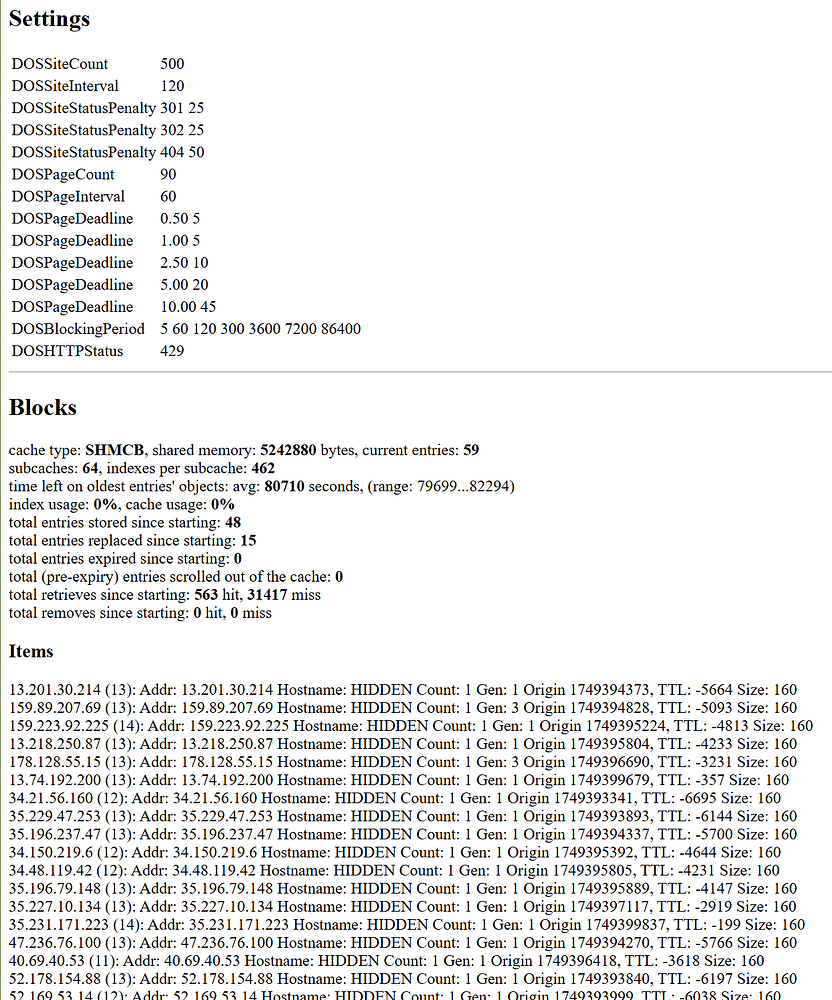 Settings
DOSSiteCount 500
DOSSiteInterval 120
DOSSiteStatusPenalty 301 25
DOSSiteStatusPenalty 302 25
DOSSiteStatusPenalty 404 50
DOSPageCount 90
DOSPageInterval 60
DOSPageDeadline 0.50 5
DOSPageDeadline 1.00 5
DOSPageDeadline 2.50 10
DOSPageDeadline 5.00 20
DOSPageDeadline 10.00 45
DOSBlockingPeriod 5 60 120 300 3600 7200 86400
DOSHTTPStatus 429
Blocks
cache type: SHMCB, shared memory: 5242880 bytes, current entries: 59
subcaches: 64, indexes per subcache: 462
time left on oldest entries' objects: avg: 80710 seconds, (range: 79699...82294)
index usage: 0%, cache usage: 0%
total entries stored since starting: 48
total entries replaced since starting: 15
total entries expired since starting: 0
total (pre-expiry) entries scrolled out of the cache: 0
total retrieves since starting: 563 hit, 31417 miss
total removes since starting: 0 hit, 0 miss
Items
13.201.30.214 (13): Addr: 13.201.30.214 Hostname: HIDDEN Count: 1 Gen: 1 Origin 1749394373, TTL: -5664 Size: 160
159.89.207.69 (13): Addr: 159.89.207.69 Hostname: HIDDEN Count: 1 Gen: 3 Origin 1749394828, TTL: -5093 Size: 160
159.223.92.225 (14): Addr: 159.223.92.225 Hostname: HIDDEN Count: 1 Gen: 1 Origin 1749395224, TTL: -4813 Size: 160
13.218.250.87 (13): Addr: 13.218.250.87 Hostname: HIDDEN Count: 1 Gen: 1 Origin 1749395804, TTL: -4233 Size: 160
178.128.55.15 (13): Addr: 178.128.55.15 Hostname: HIDDEN Count: 1 Gen: 3 Origin 1749396690, TTL: -3231 Size: 160
13.74.192.200 (13): Addr: 13.74.192.200 Hostname: HIDDEN Count: 1 Gen: 1 Origin 1749399679, TTL: -357 Size: 160
34.21.56.160 (12): Addr: 34.21.56.160 Hostname: HIDDEN Count: 1 Gen: 1 Origin 1749393341, TTL: -6695 Size: 160
35.229.47.253 (13): Addr: 35.229.47.253 Hostname: HIDDEN Count: 1 Gen: 1 Origin 1749393893, TTL: -6144 Size: 160
35.196.237.47 (13): Addr: 35.196.237.47 Hostname: HIDDEN Count: 1 Gen: 1 Origin 1749394337, TTL: -5700 Size: 160
34.150.219.6 (12): Addr: 34.150.219.6 Hostname: HIDDEN Count: 1 Gen: 1 Origin 1749395392, TTL: -4644 Size: 160
34.48.119.42 (12): Addr: 34.48.119.42 Hostname: HIDDEN Count: 1 Gen: 1 Origin 1749395805, TTL: -4231 Size: 160
35.196.79.148 (13): Addr: 35.196.79.148 Hostname: HIDDEN Count: 1 Gen: 1 Origin 1749395889, TTL: -4147 Size: 160
35.227.10.134 (13): Addr: 35.227.10.134 Hostname: HIDDEN Count: 1 Gen: 1 Origin 1749397117, TTL: -2919 Size: 160
35.231.171.223 (14): Addr: 35.231.171.223 Hostname: HIDDEN Count: 1 Gen: 1 Origin 1749399837, TTL: -199 Size: 160
47.236.76.100 (13): Addr: 47.236.76.100 Hostname: HIDDEN Count: 1 Gen: 1 Origin 1749394270, TTL: -5766 Size: 160
40.69.40.53 (11): Addr: 40.69.40.53 Hostname: HIDDEN Count: 1 Gen: 1 Origin 1749396418, TTL: -3618 Size: 160
52.178.154.88 (13): Addr: 52.178.154.88 Hostname: HIDDEN Count: 1 Gen: 1 Origin 1749393840, TTL: -6197 Size: 160
52.169.53.14 (12): Addr: 52.169.53.14 Hostname: HIDDEN Count: 1 Gen: 1 Origin 1749393999, TTL: -6038 Size: 160